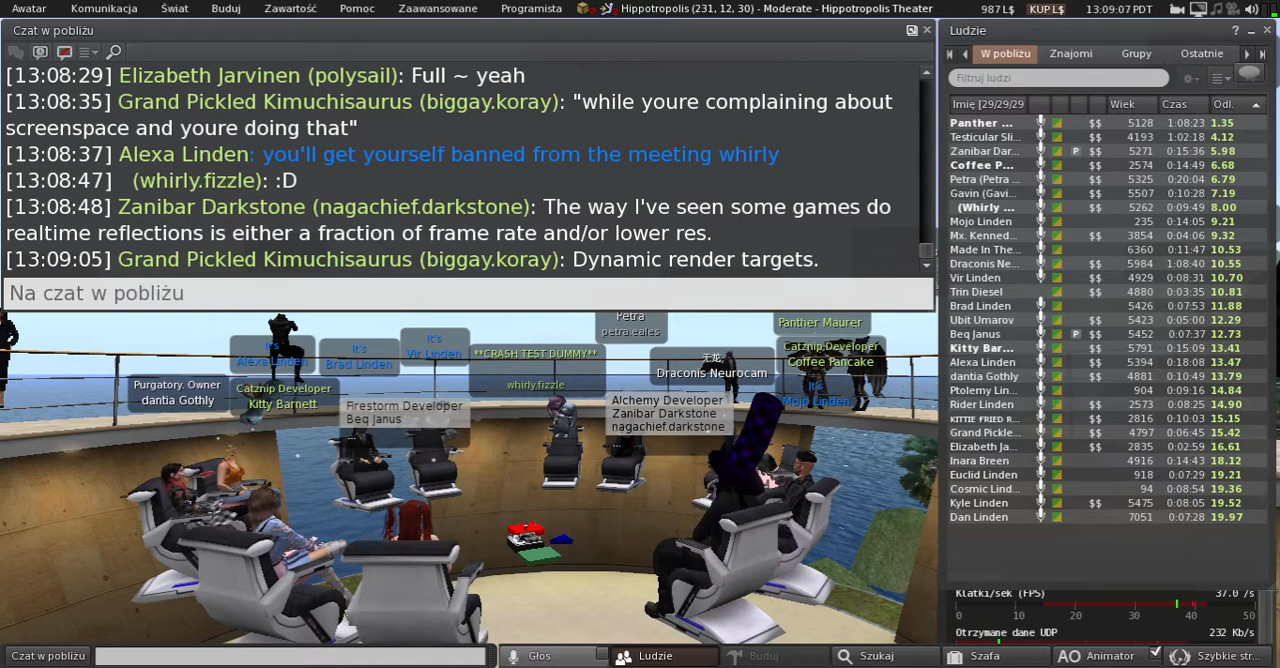 Awatar Komunikacja Świat Buduj Zawartość Pomoc Zaawansowane Programista Hippotropolis (231, 12, 30) - Moderate - Hippotropolis Theater 987 L$ KUP L$ 13:09:07 PDT
Czat w pobliżu
[13:08:29] Elizabeth Jarvinen (polysail): Full ~ yeah
[13:08:35] Grand Pickled Kimuchisaurus (biggay.koray): "while youre complaining about
screenspace and youre doing that"
[13:08:37] Alexa Linden: you'll get yourself banned from the meeting whirly
[13:08:47] (whirly.fizzle): :D
[13:08:48] Zanibar Darkstone (nagachief.darkstone): The way I've seen some games do
realtime reflections is either a fraction of frame rate and/or lower res.
[13:09:05] Grand Pickled Kimuchisaurus (biggay.koray): Dynamic render targets.
Na czat w pobliżu
Ludzie
W pobliżu Znajomi Grupy Ostatnie
Filtruj ludzi
Imię [29/29/29 Wiek Czas Odl.
Panther ... $$ 5128 1:08:23 1.35
Testicular Sli... $$ 4193 1:02:18 4.12
Zanibar Dar... P $$ 5271 0:15:36 5.98
Coffee P... $$ 2574 0:14:49 6.68
Petra (Petra ... $$ 5325 0:20:04 6.79
Gavin (Gavi ... $$ 5507 0:10:28 7.19
(Whirly ... $$ 5262 0:09:49 8.00
Mojo Linden 235 0:14:05 9.21
Mx. Kenned... $$ 3854 0:04:06 9.32
Made In The... 6360 0:11:47 10.53
Draconis Ne... $$ 5984 1:08:40 10.55
Vir Linden $$ 4929 0:08:31 10.70
Trin Diesel $$ 4880 0:03:35 10.81
Brad Linden 5426 0:07:53 11.88
Ubit Umarov $$ 5423 0:05:00 12.29
Beq Janus P $$ 5452 0:07:37 12.73
Kitty Bar... $$ 5791 0:15:09 13.41
Alexa Linden $$ 5394 0:18:08 13.47
dantia Gothly $$ 4881 0:10:49 13.79
Ptolemy Lin... 904 0:09:16 14.84
Rider Linden $$ 2573 0:08:25 14.90
KITTIE FRIED R... $$ 2816 0:10:03 15.15
Grand Pickle... $$ 4797 0:06:45 15.42
Elizabeth Ja... $$ 2835 0:02:59 16.61
Inara Breen 4916 0:14:43 18.12
Euclid Linden 918 0:07:29 19.21
Cosmic Lind... 94 0:08:54 19.36
Kyle Linden $$ 5475 0:08:05 19.52
Dan Linden 7051 0:07:28 19.97
Petra
petra.eales
Panther Maurer
It's
Alexa Linden
It's
Brad Linden
It's
Vir Linden
**CRASH TEST DUMMY**
whirly.fizzle
天龙
Draconis Neurocam
Catznip Developer
Coffee Pancake
It's
Mojo Linden
Purgatory. Owner
dantia Gothly
Catznip Developer
Kitty Barnett
Firestorm Developer
Beq Janus
Alchemy Developer
Zanibar Darkstone
nagachief.darkstone
Klatki/sek (FPS) 37.0 /s
0 10 20 30 40 50
Otrzymane dane UDP 232 Kb/s
Czat w pobliżu Głos Ludzie Buduj Szukaj Szafa AO Animator Szybkie str...